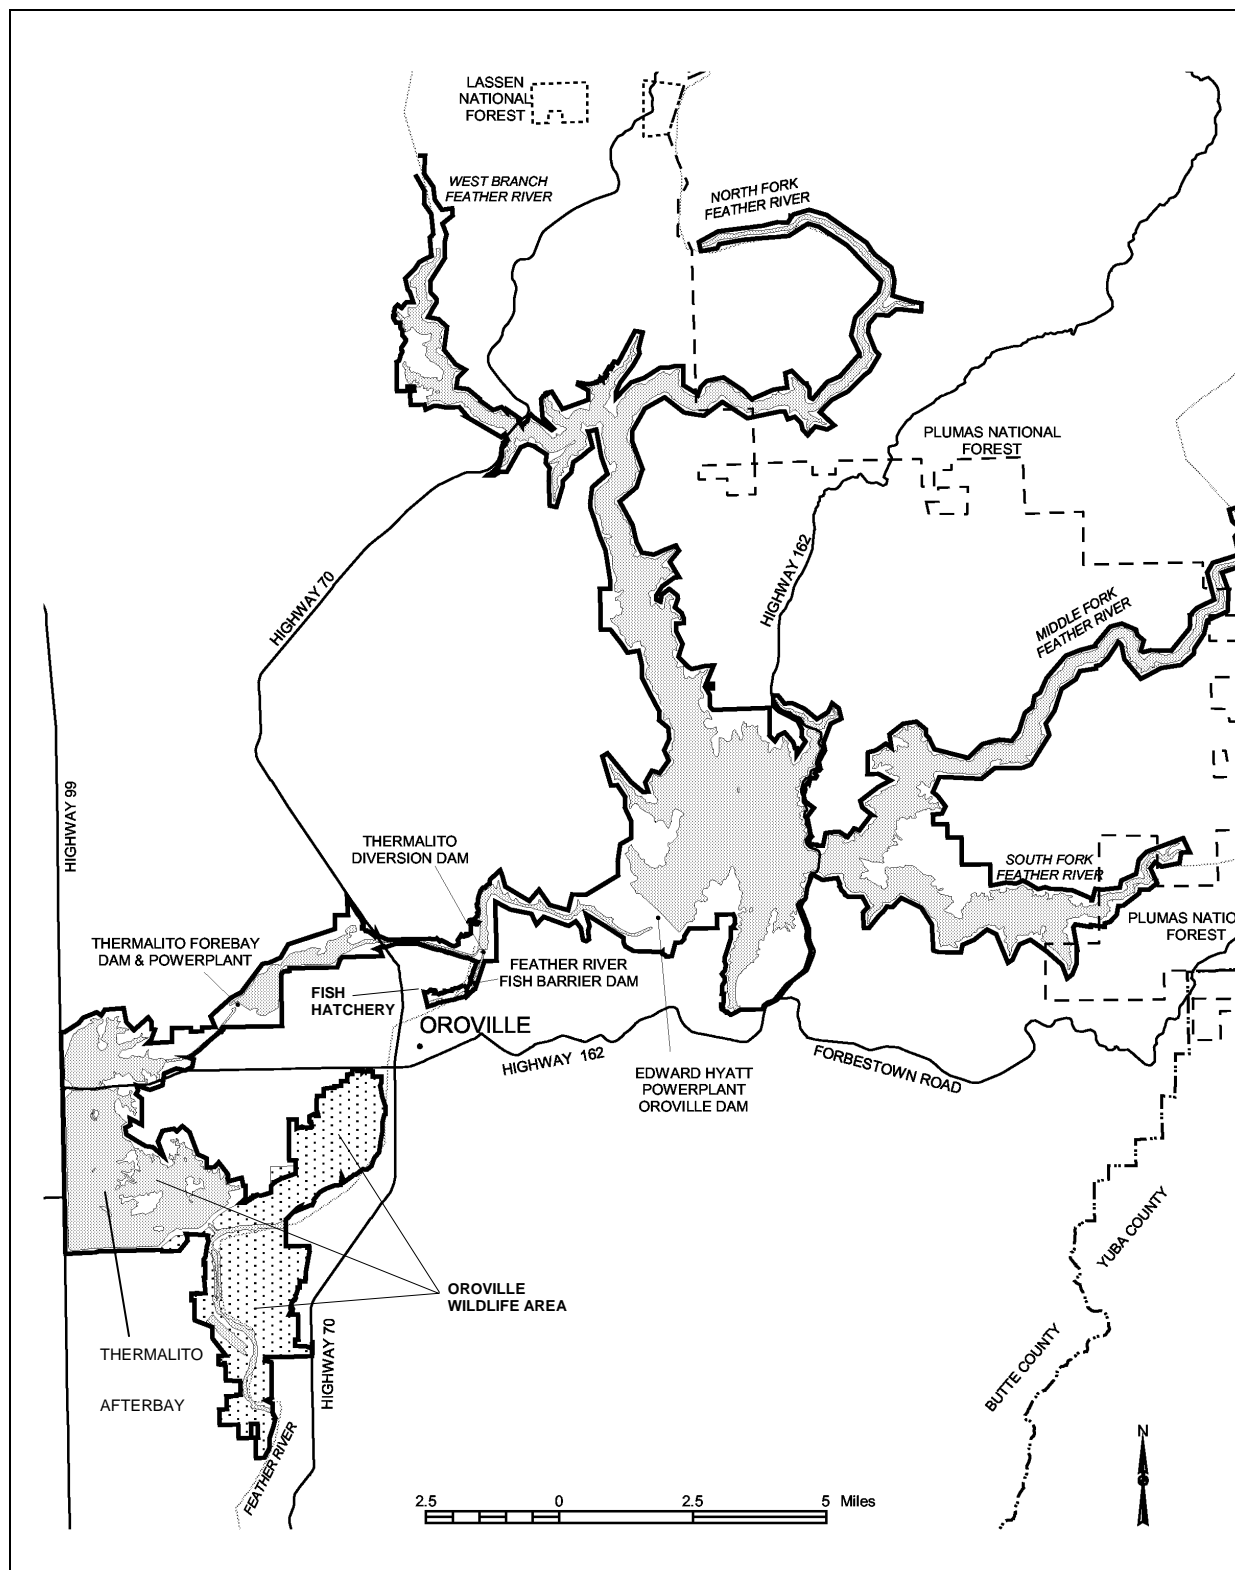 LASSEN
NATIONAL
FOREST
WEST BRANCH
FEATHER RIVER
NORTH FORK
FEATHER RIVER
PLUMAS NATIONAL
FOREST
HIGHWAY 70
HIGHWAY 162
MIDDLE FORK
FEATHER RIVER
HIGHWAY 99
THERMALITO
DIVERSION DAM
SOUTH FORK
FEATHER RIVER
PLUMAS NATIO
FOREST
THERMALITO FOREBAY
DAM & POWERPLANT
FEATHER RIVER
FISH BARRIER DAM
FISH
HATCHERY
OROVILLE
HIGHWAY 162
FORBESTOWN ROAD
EDWARD HYATT
POWERPLANT
OROVILLE DAM
YUBA COUNTY
OROVILLE
WILDLIFE AREA
THERMALITO
AFTERBAY
HIGHWAY 70
BUTTE COUNTY
FEATHER RIVER
N
2.5 0 2.5 5 Miles